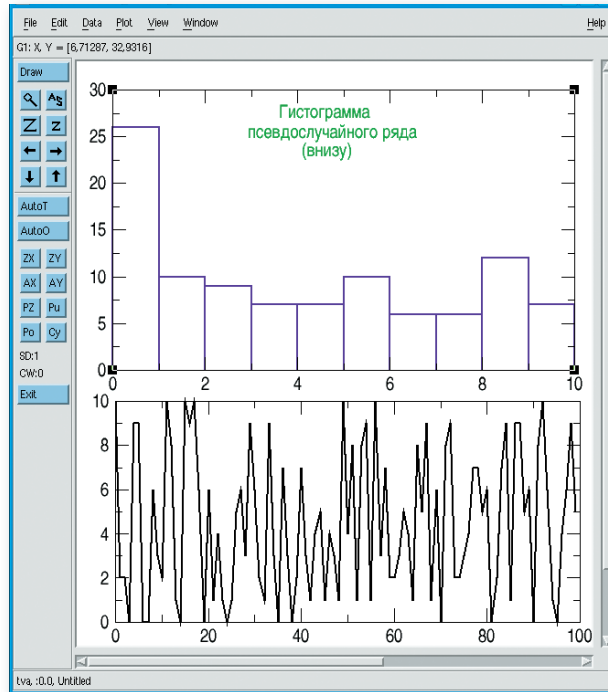 File Edit Data Plot View Window Help
G1: X, Y = [6,71287, 32,9316]
Draw
AS
Z z
AutoT
AutoO
ZX ZY
AX AY
PZ Pu
Po Cy
SD:1
CW:0
Exit
Гистограмма
псевдослучайного ряда
(внизу)
30
25
20
15
10
5
0
0 2 4 6 8 10
10
8
6
4
2
0
0 20 40 60 80 100
tva, :0.0, Untitled